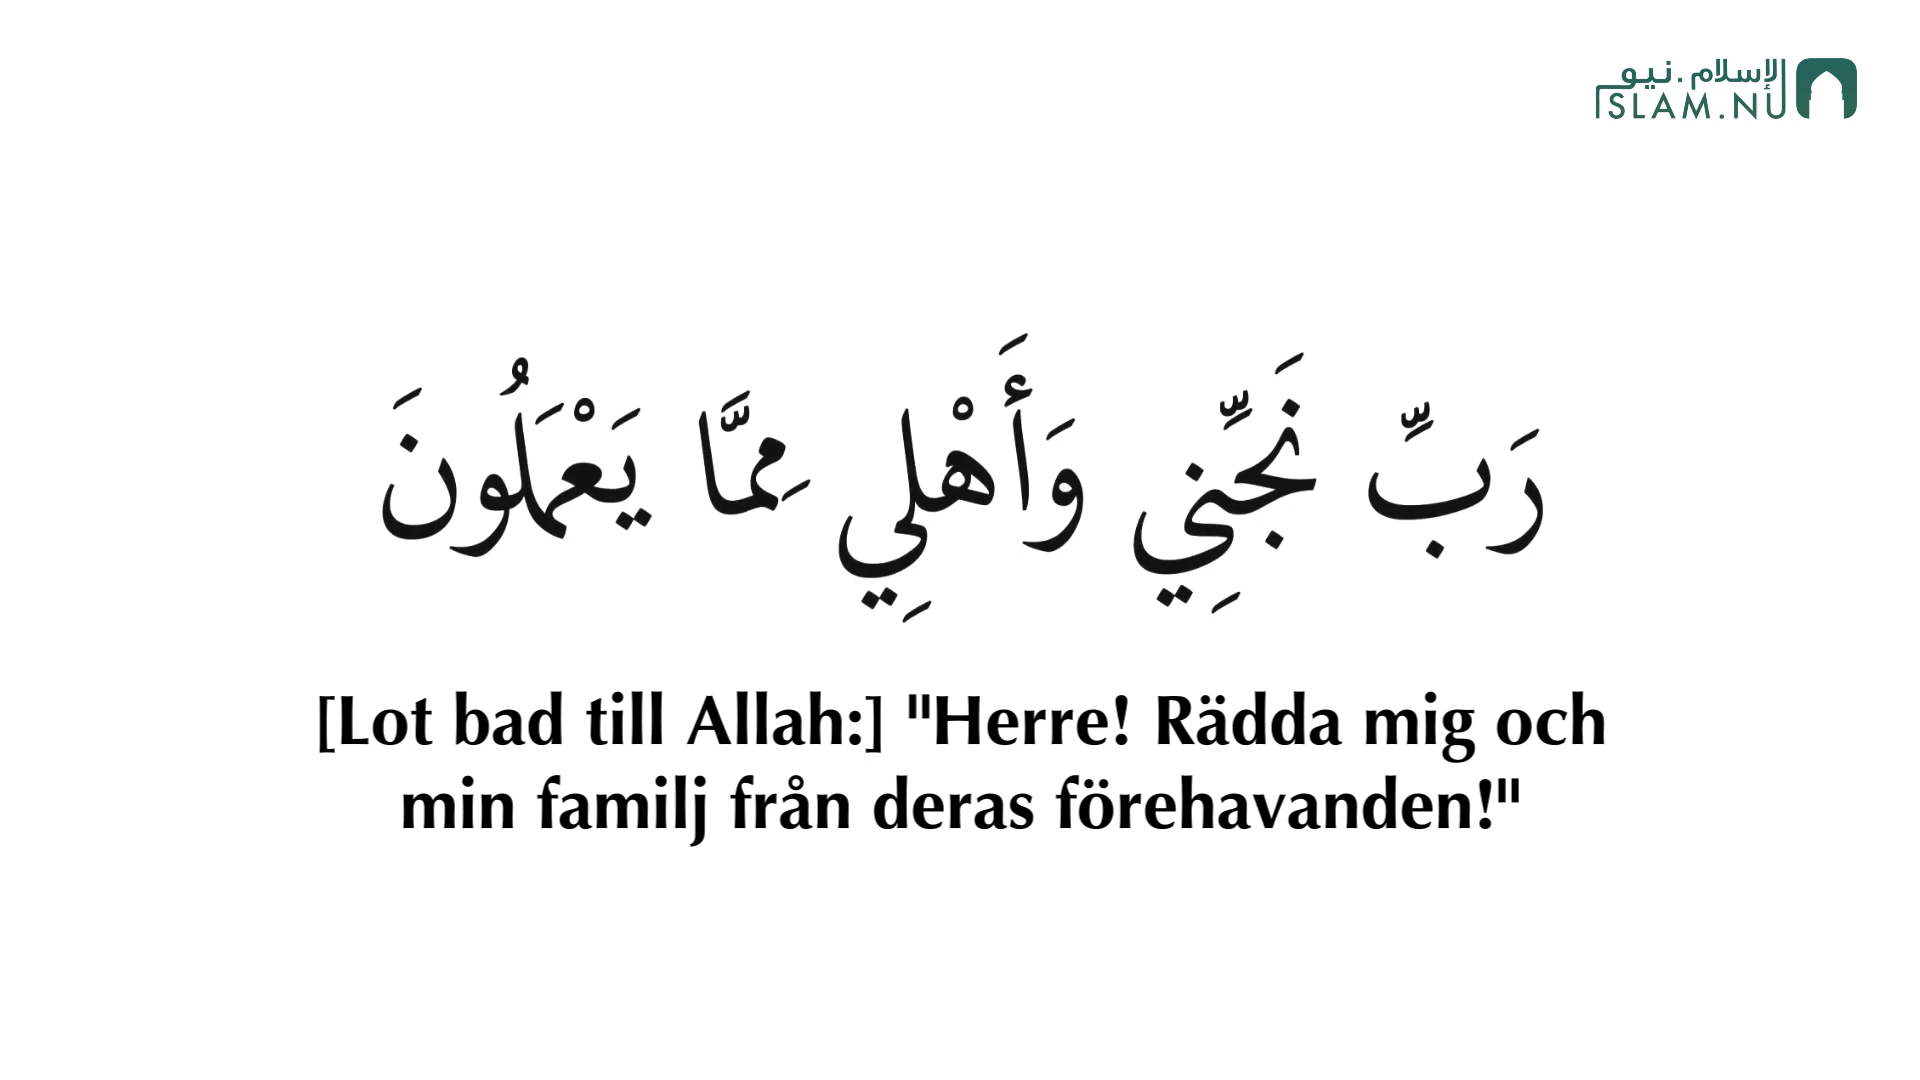 الإسلام.نيو
ISLAM.NU
رَبِّ نَجِّنِي وَأَهْلِي مِمَّا يَعْمَلُونَ
[Lot bad till Allah:] "Herre! Rädda mig och
min familj från deras förehavanden!"